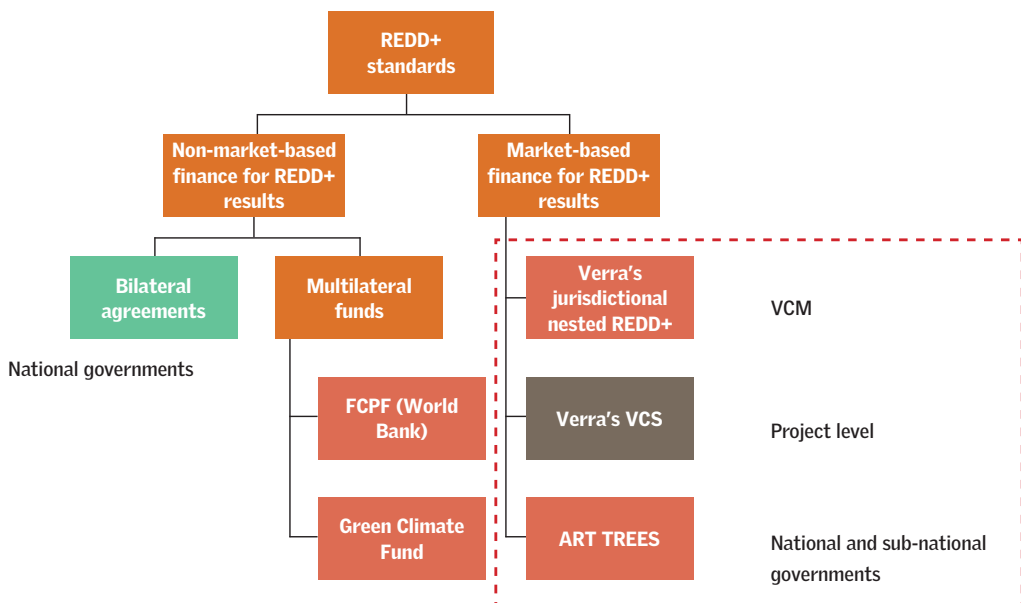 REDD+
standards
Non-market-based
finance for REDD+
results
Market-based
finance for REDD+
results
Bilateral
agreements
Multilateral
funds
Verra's
jurisdictional
nested REDD+
VCM
National governments
FCPF (World
Bank)
Verra's VCS
Project level
Green Climate
Fund
ART TREES
National and sub-national
governments